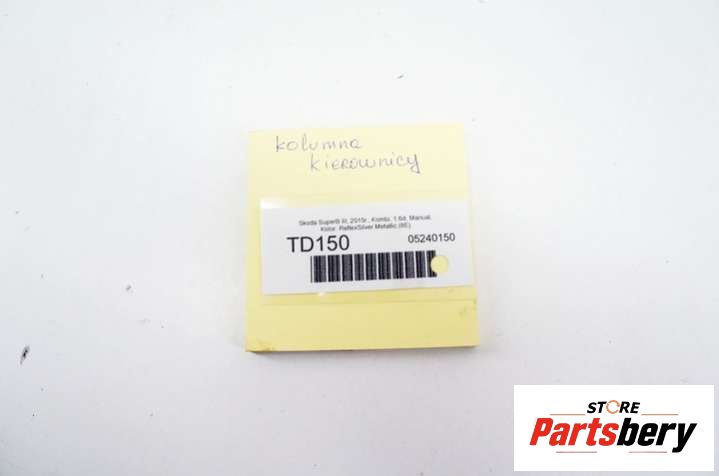 kolumna
kierownicy
Skoda SuperB III, 2015r., Kombi, 1.6d, Manual,
Kolor: ReflexSilver Metallic (8E)
TD150 05240150
STORE
Partsbery